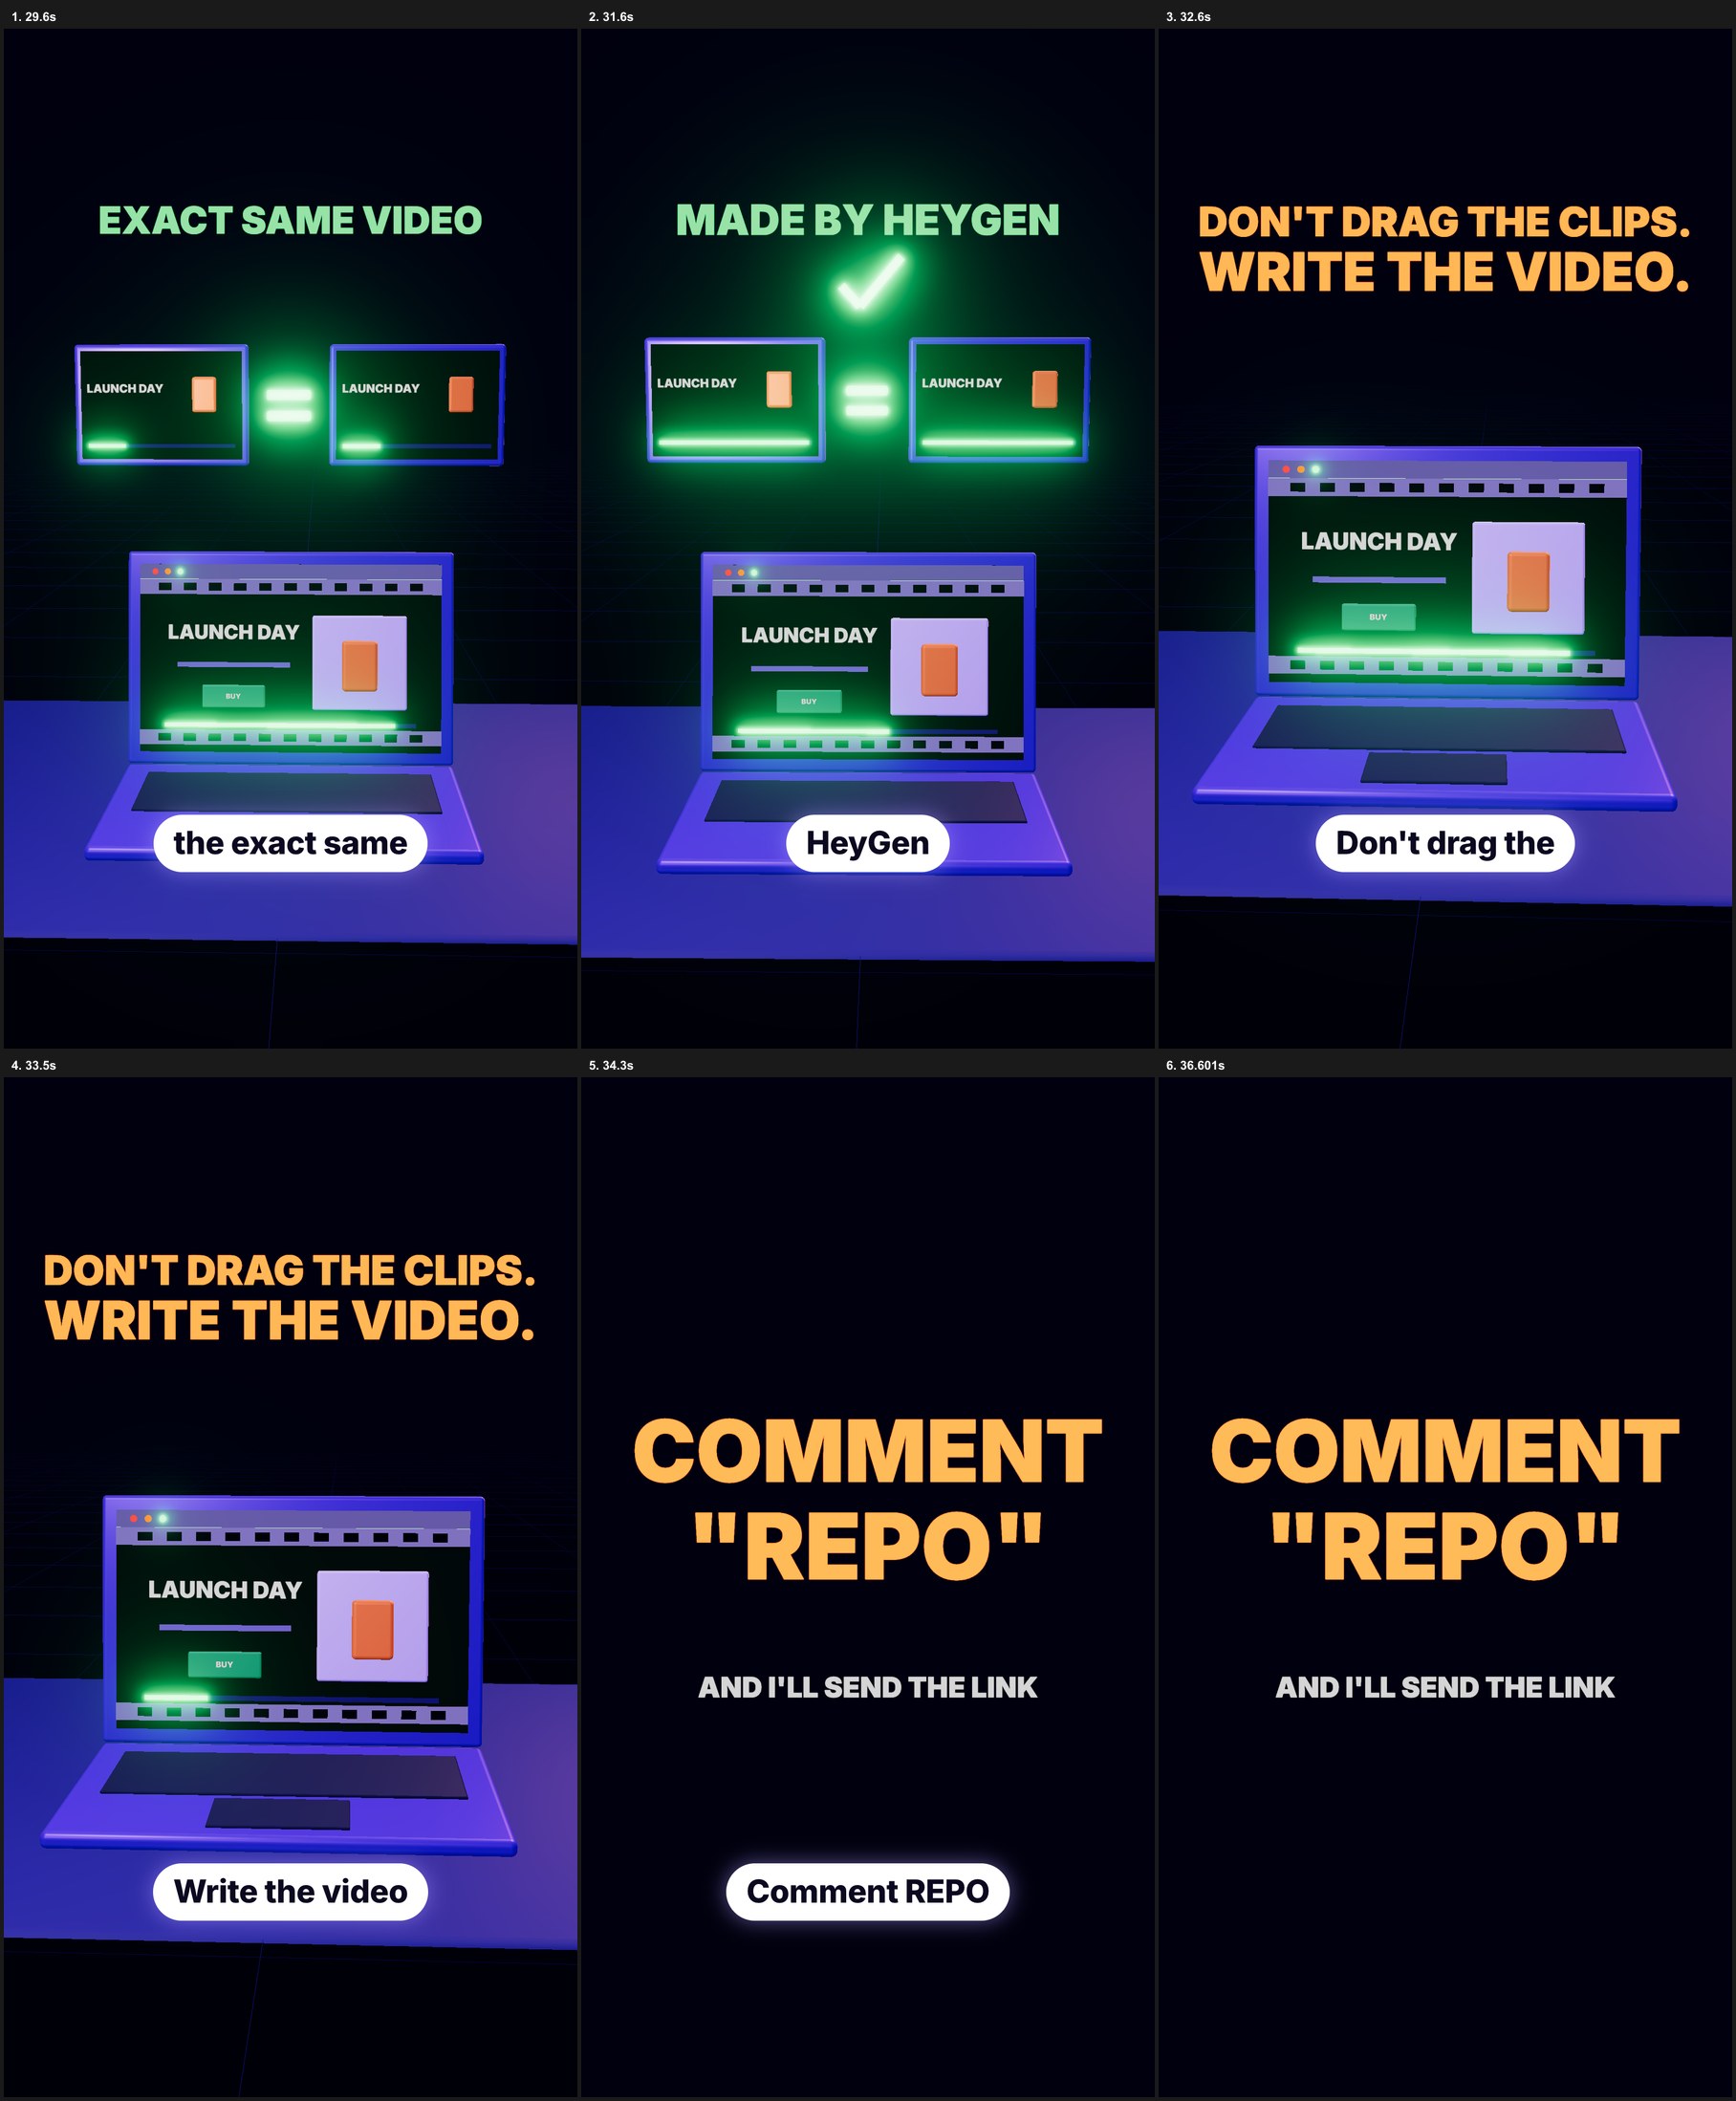 1. 29.6s
EXACT SAME VIDEO
LAUNCH DAY
LAUNCH DAY
LAUNCH DAY
BUY
the exact same
2. 31.6s
MADE BY HEYGEN
LAUNCH DAY
LAUNCH DAY
LAUNCH DAY
BUY
HeyGen
3. 32.6s
DON'T DRAG THE CLIPS.
WRITE THE VIDEO.
LAUNCH DAY
BUY
Don't drag the
4. 33.5s
DON'T DRAG THE CLIPS.
WRITE THE VIDEO.
LAUNCH DAY
BUY
Write the video
5. 34.3s
COMMENT
"REPO"
AND I'LL SEND THE LINK
Comment REPO
6. 36.601s
COMMENT
"REPO"
AND I'LL SEND THE LINK